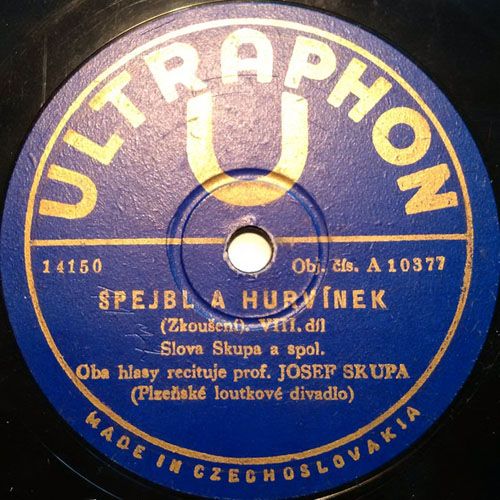 ULTRAPHON
U
14150
Obj. čís. A 10377
SPEJBL A HURVÍNEK
(Zkoušení). VIII. díl
Slova Skupa a spol.
Oba hlasy recituje prof. JOSEF SKUPA
(Plzeňské loutkové divadlo)
MADE IN CZECHOSLOVAKIA